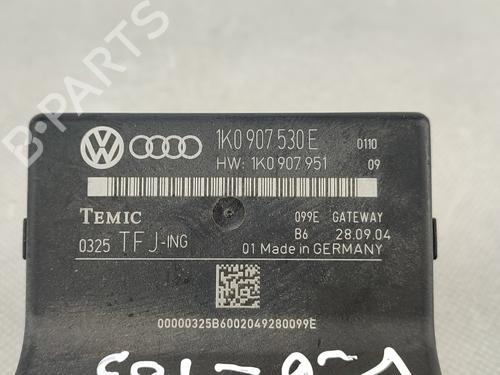 1K0 907 530 E 0110
HW: 1K0 907 951 09
TEMIC 099E GATEWAY
B6 28.09.04
0325 TFJ-ING 01 Made in GERMANY
00000325B6002049280099E